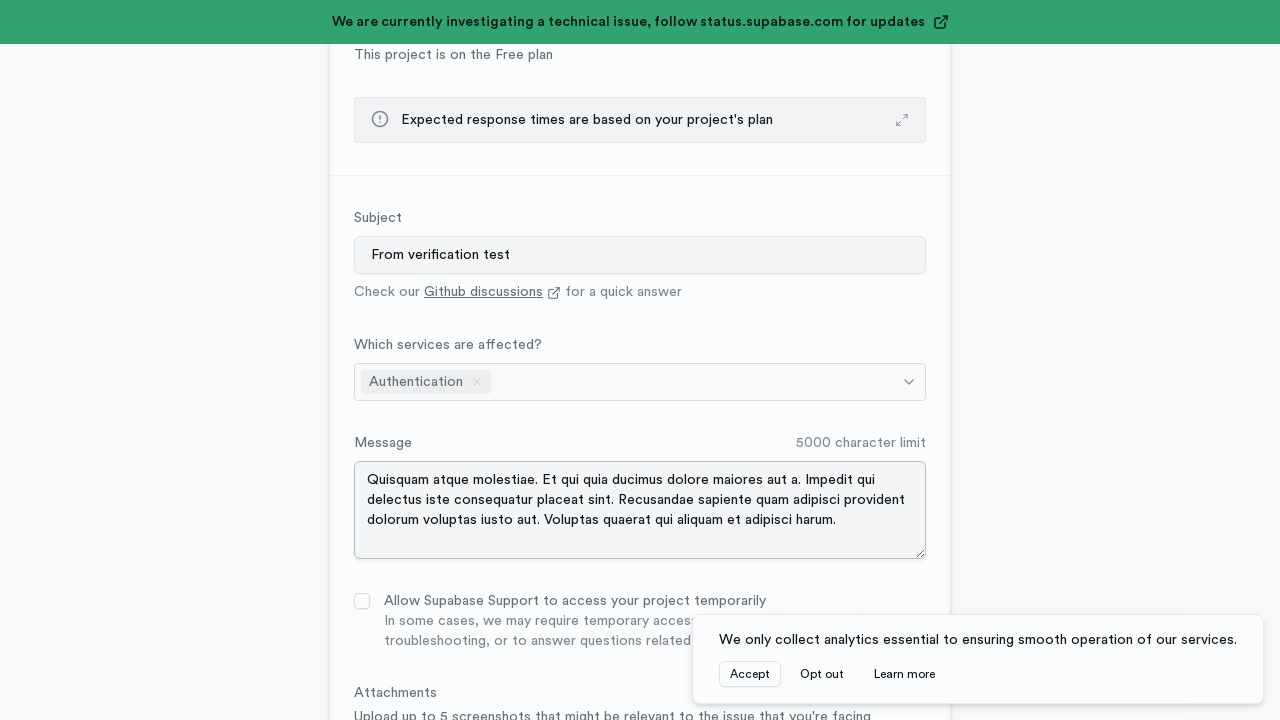 We are currently investigating a technical issue, follow status.supabase.com for updates
This project is on the Free plan
Expected response times are based on your project's plan
Subject
From verification test
Check our Github discussions for a quick answer
Which services are affected?
Authentication
Message 5000 character limit
Quisquam atque molestiae. Et qui quia ducimus dolore maiores aut a. Impedit qui
delectus iste consequatur placeat sint. Recusandae sapiente quam adipisci provident
dolorum voluptas iusto aut. Voluptas quaerat qui aliquam et adipisci harum.
Allow Supabase Support to access your project temporarily
In some cases, we may require temporary access
troubleshooting, or to answer questions related
We only collect analytics essential to ensuring smooth operation of our services.
Accept Opt out Learn more
Attachments
Upload up to 5 screenshots that might be relevant to the issue that you're facing